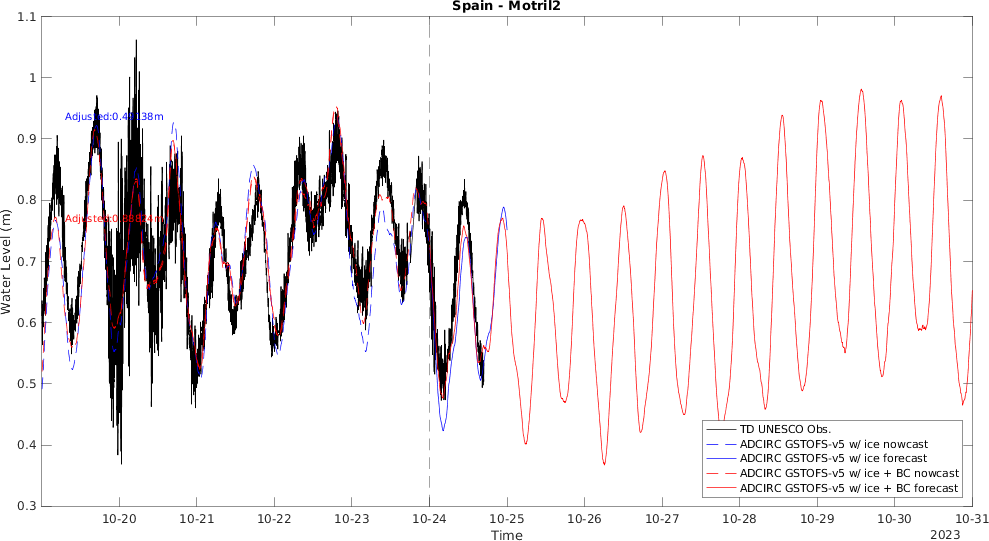 Spain - Motril2
Water Level (m)
1.1
1
0.9
0.8
0.7
0.6
0.5
0.4
0.3
10-20
10-21
10-22
10-23
10-24
10-25
10-26
10-27
10-28
10-29
10-30
10-31
Time
2023
TD UNESCO Obs.
ADCIRC GSTOFS-v5 w/ ice nowcast
ADCIRC GSTOFS-v5 w/ ice forecast
ADCIRC GSTOFS-v5 w/ ice + BC nowcast
ADCIRC GSTOFS-v5 w/ ice + BC forecast